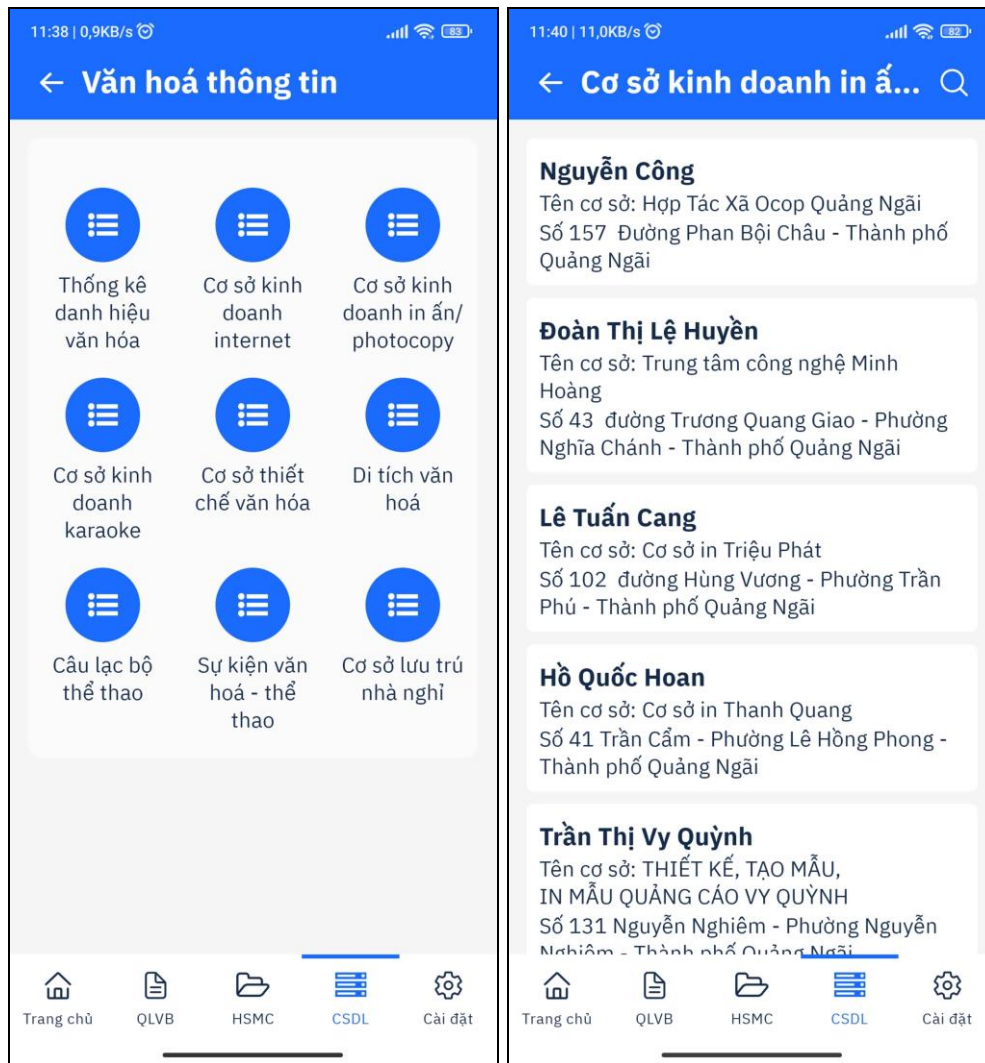 11:38 | 0,9KB/s
83
← Văn hoá thông tin
Thống kê
danh hiệu
văn hóa
Cơ sở kinh
doanh
internet
Cơ sở kinh
doanh in ấn/
photocopy
Cơ sở kinh
doanh
karaoke
Cơ sở thiết
chế văn hóa
Di tích văn
hoá
Câu lạc bộ
thể thao
Sự kiện văn
hoá - thể
thao
Cơ sở lưu trú
nhà nghỉ
Trang chủ
QLVB
HSMC
CSDL
Cài đặt
11:40 | 11,0KB/s
82
← Cơ sở kinh doanh in ấ...
Nguyễn Công
Tên cơ sở: Hợp Tác Xã Ocop Quảng Ngãi
Số 157 Đường Phan Bội Châu - Thành phố
Quảng Ngãi
Đoàn Thị Lệ Huyền
Tên cơ sở: Trung tâm công nghệ Minh
Hoàng
Số 43 đường Trương Quang Giao - Phường
Nghĩa Chánh - Thành phố Quảng Ngãi
Lê Tuấn Cang
Tên cơ sở: Cơ sở in Triệu Phát
Số 102 đường Hùng Vương - Phường Trần
Phú - Thành phố Quảng Ngãi
Hồ Quốc Hoan
Tên cơ sở: Cơ sở in Thanh Quang
Số 41 Trần Cẩm - Phường Lê Hồng Phong -
Thành phố Quảng Ngãi
Trần Thị Vy Quỳnh
Tên cơ sở: THIẾT KẾ, TẠO MẪU,
IN MẪU QUẢNG CÁO VY QUỲNH
Số 131 Nguyễn Nghiêm - Phường Nguyễn
Nghiêm - Thành phố Quảng Ngãi
Trang chủ
QLVB
HSMC
CSDL
Cài đặt